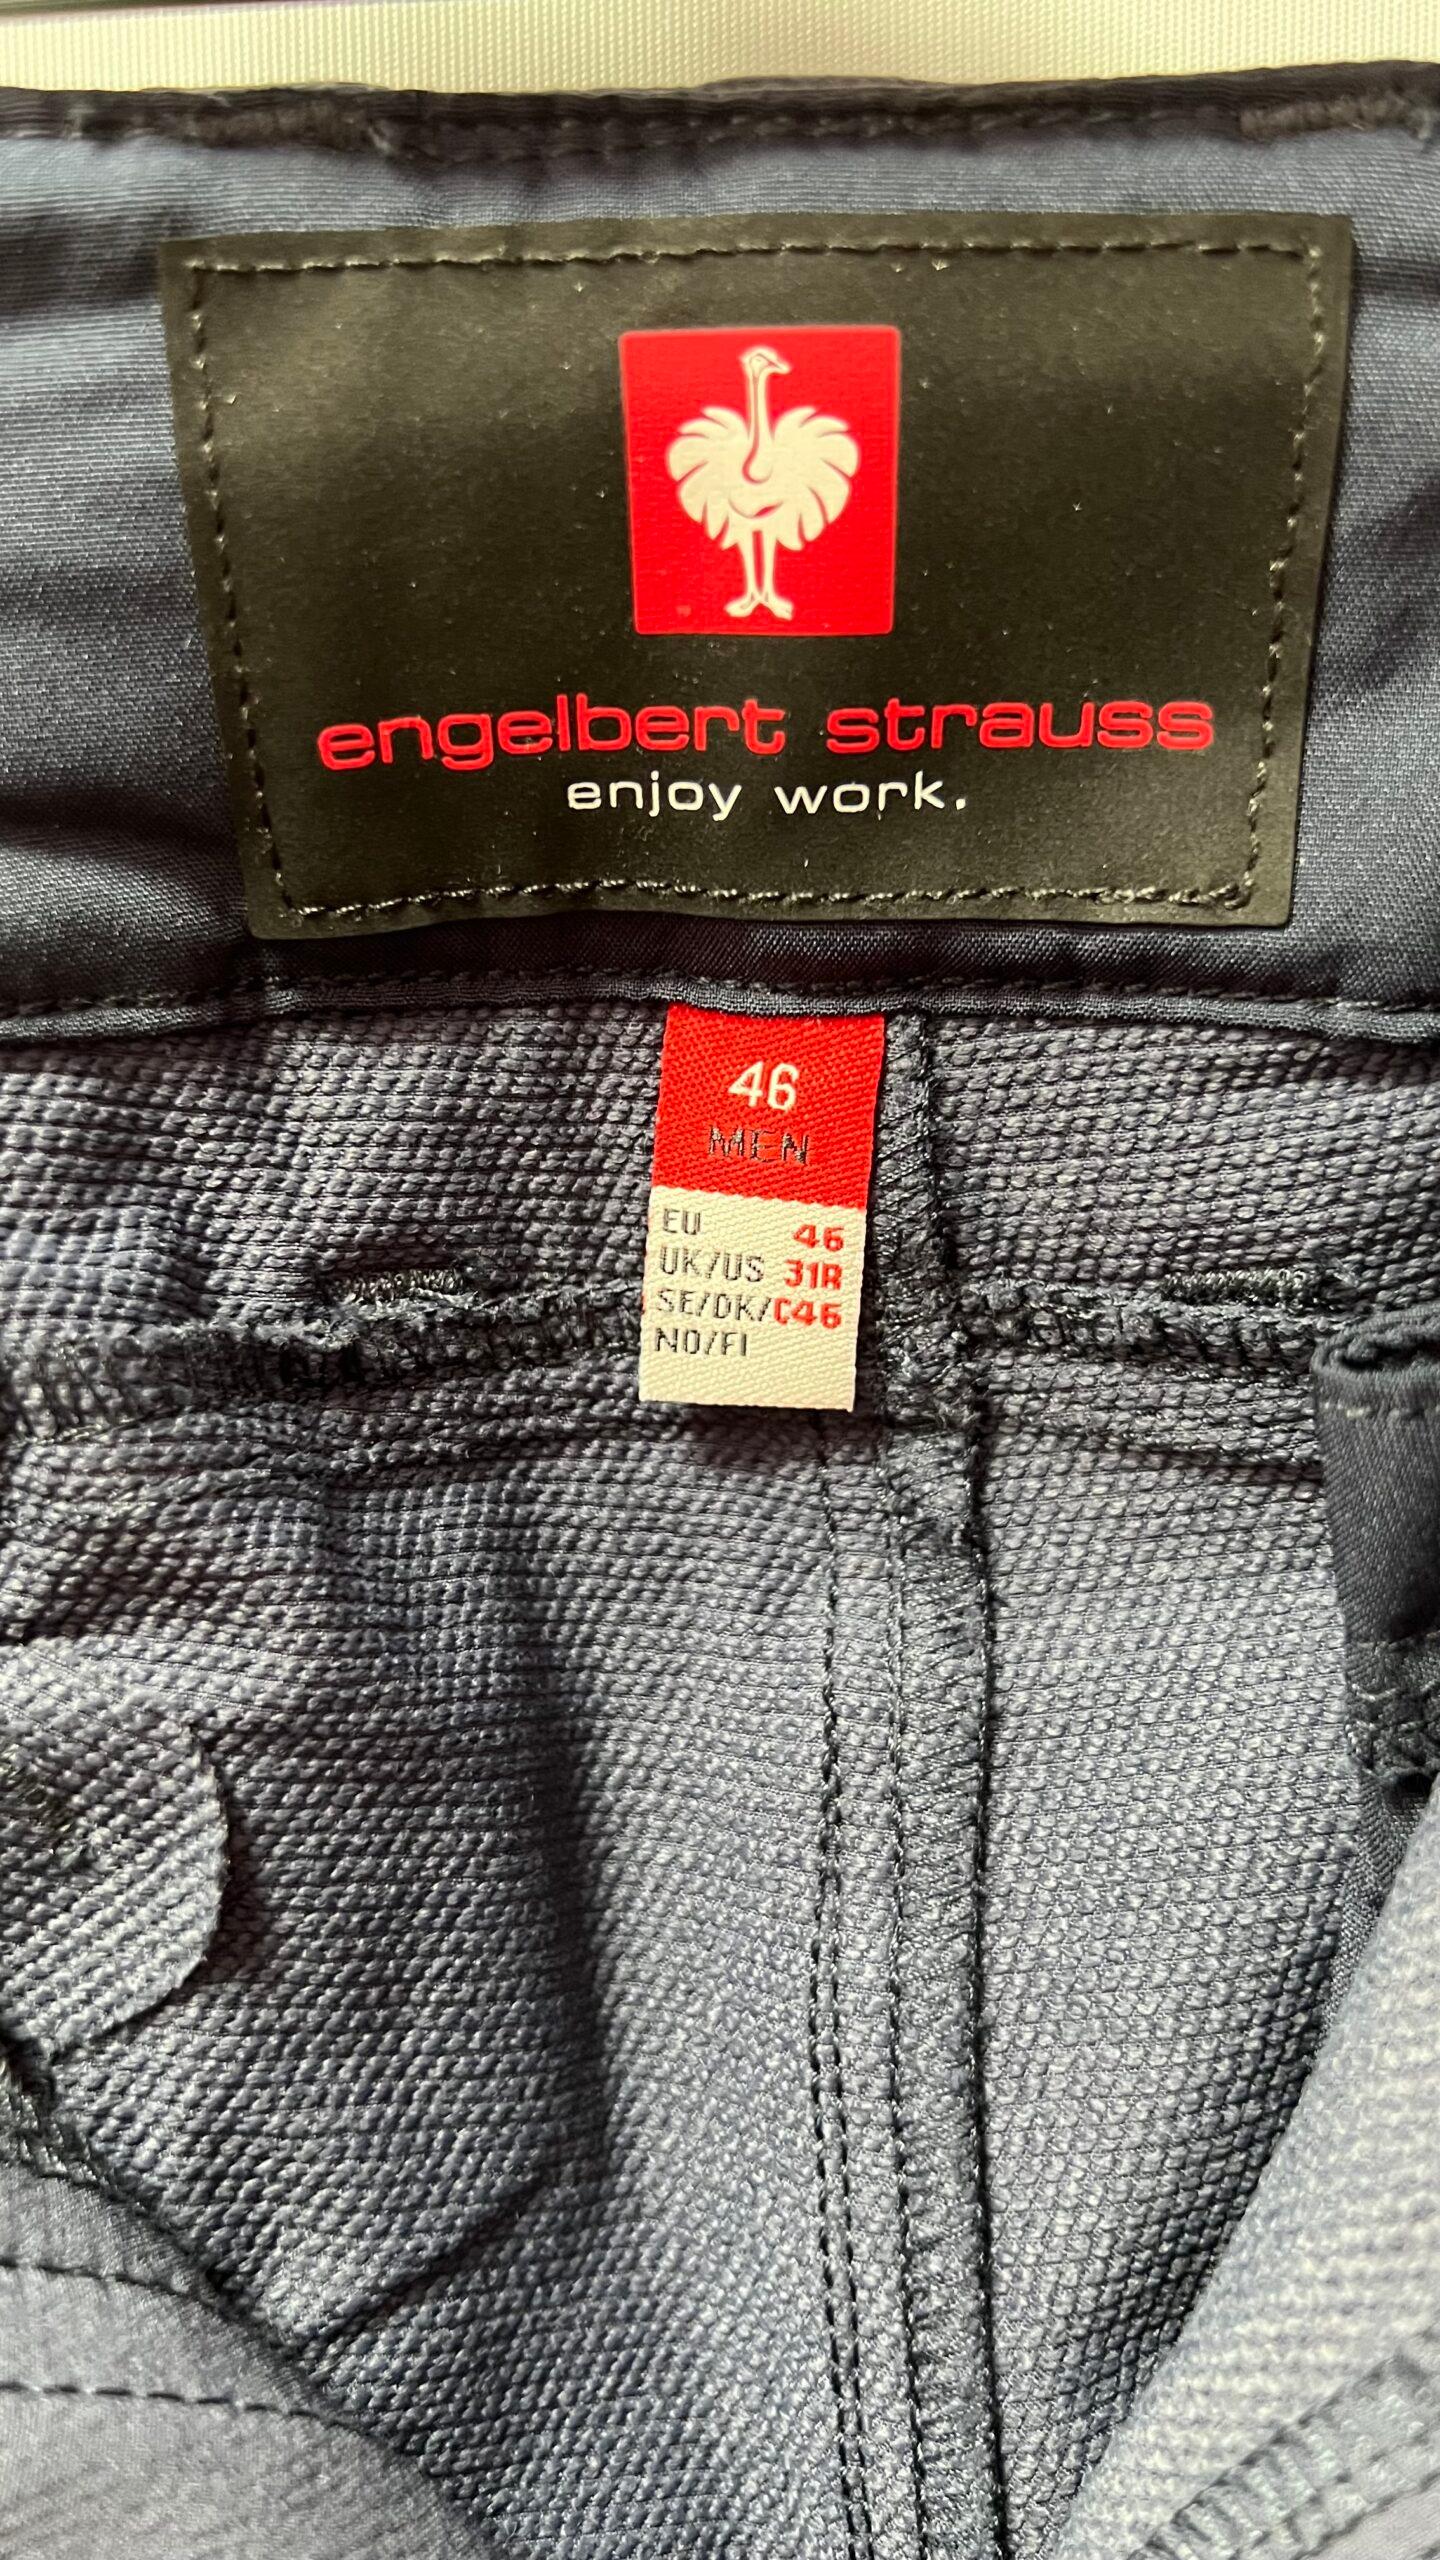 engelbert strauss
enjoy work.
46
MEN
EU 46
UK/US 31R
SE/DK/ C46
NO/FI